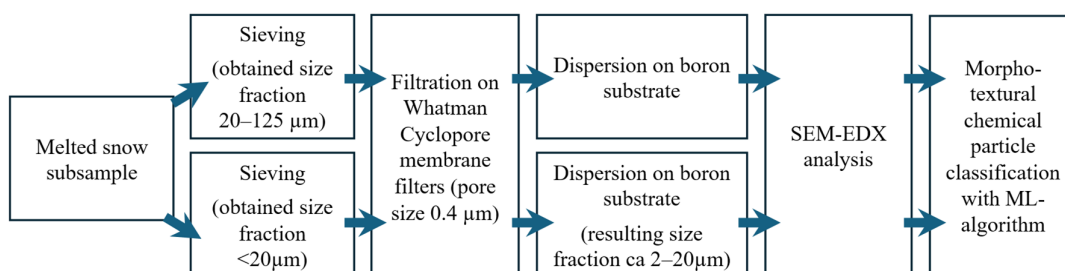 Melted snow
subsample
Sieving
(obtained size
fraction
20–125 µm)
Sieving
(obtained size
fraction
<20µm)
Filtration on
Whatman
Cyclopore
membrane
filters (pore
size 0.4 µm)
Dispersion on boron
substrate
Dispersion on boron
substrate
(resulting size
fraction ca 2–20µm)
SEM-EDX
analysis
Morpho-
textural
chemical
particle
classification
with ML-
algorithm